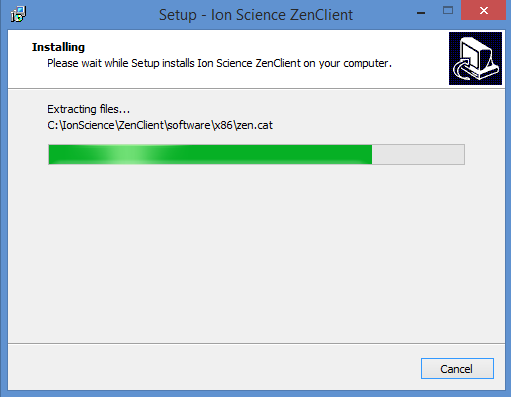 Setup - Ion Science ZenClient
Installing
Please wait while Setup installs Ion Science ZenClient on your computer.
Extracting files...
C:\IonScience\ZenClient\software\x86\zen.cat
Cancel